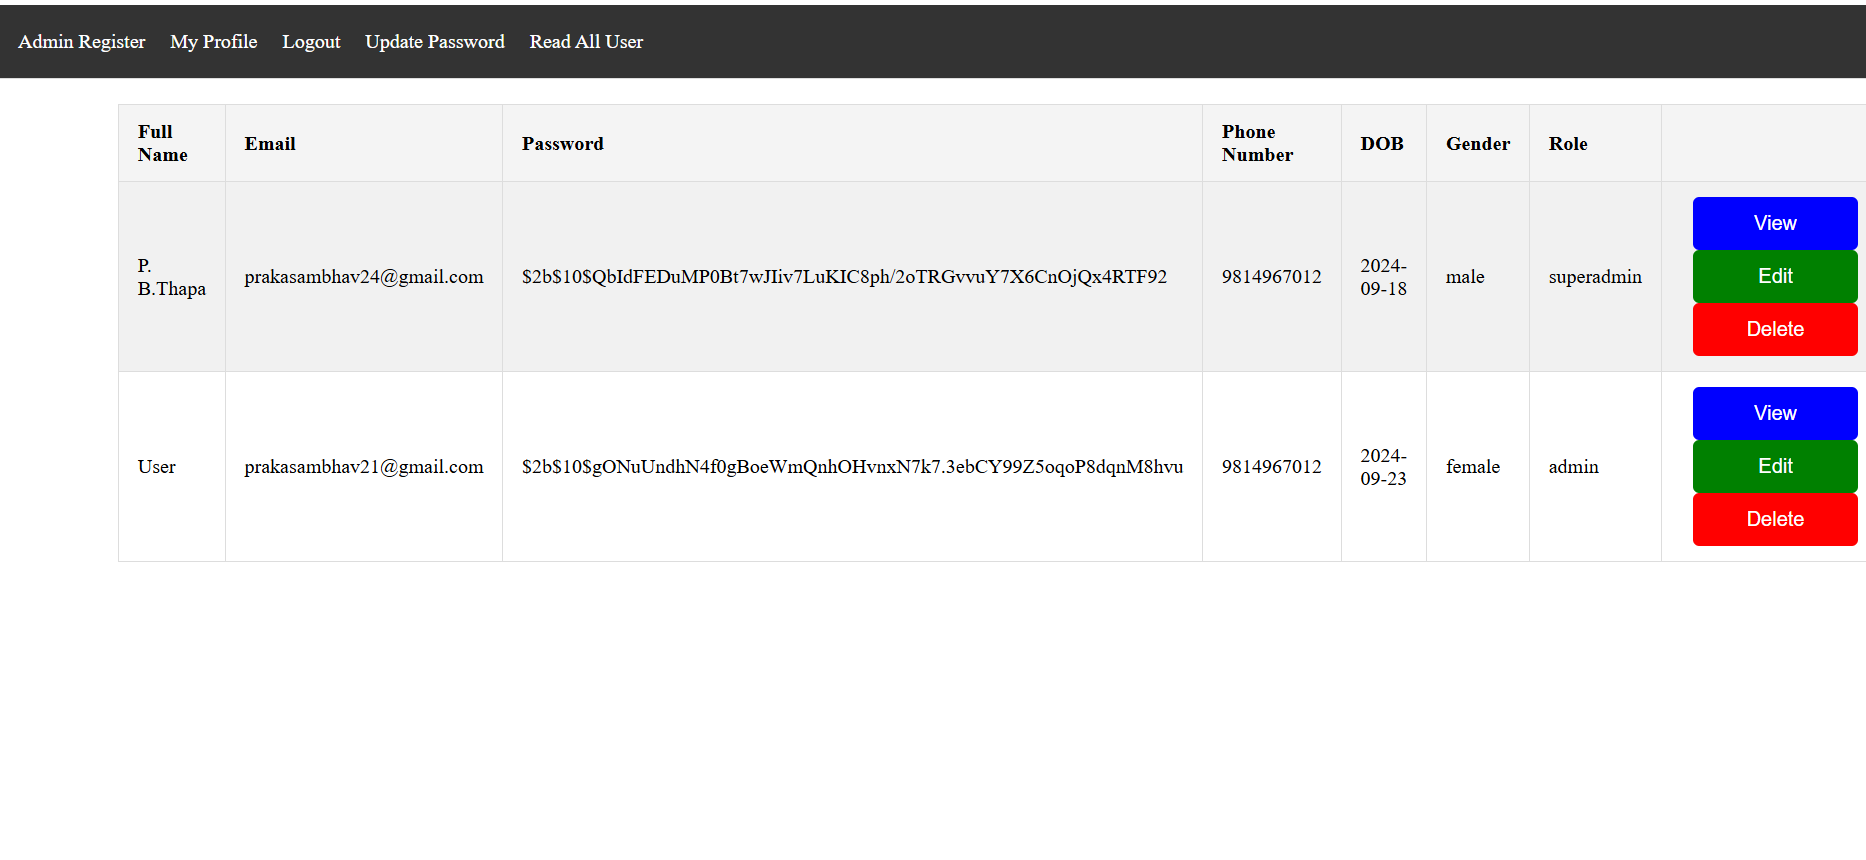 Admin Register My Profile Logout Update Password Read All User
Full Name Email Password Phone Number DOB Gender Role
P. B.Thapa prakasambhav24@gmail.com $2b$10$QbIdFEDuMP0Bt7wJIiv7LuKIC8ph/2oTRGvvuY7X6CnOjQx4RTF92 9814967012 2024-09-18 male superadmin
View
Edit
Delete
User prakasambhav21@gmail.com $2b$10$gONuUndhN4f0gBoeWmQnhOHvnxN7k7.3ebCY99Z5oqoP8dqnM8hvu 9814967012 2024-09-23 female admin
View
Edit
Delete